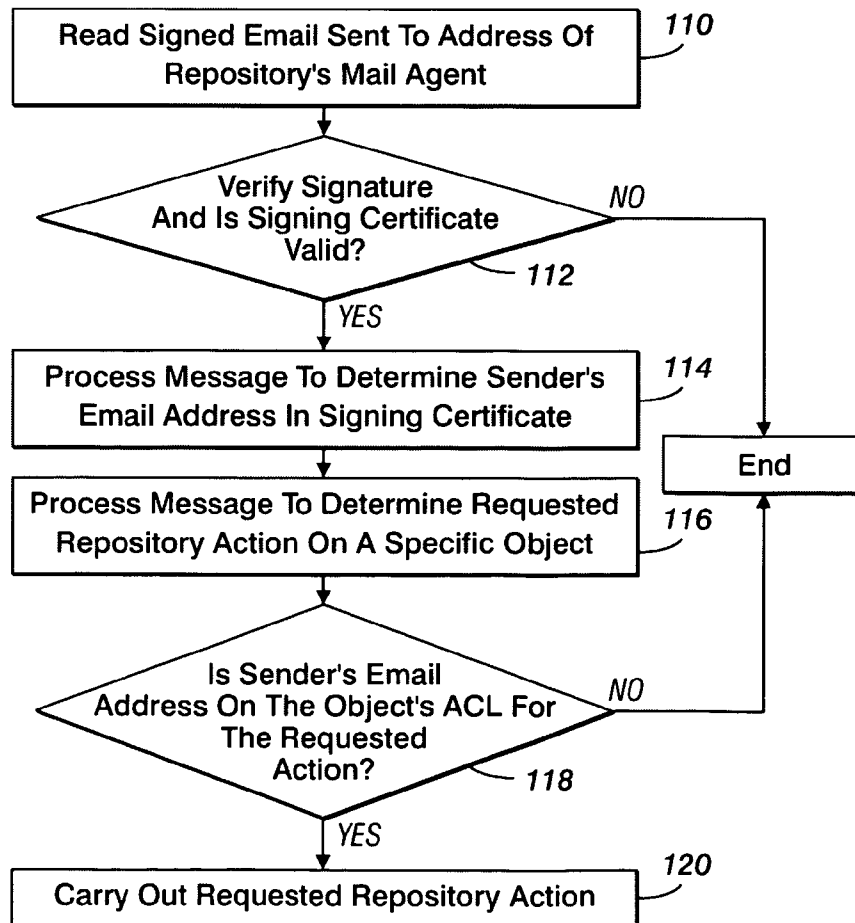 Read Signed Email Sent To Address Of
Repository's Mail Agent
110
Verify Signature
And Is Signing Certificate
Valid?
NO
112
YES
Process Message To Determine Sender's
Email Address In Signing Certificate
114
End
Process Message To Determine Requested
Repository Action On A Specific Object
116
Is Sender's Email
Address On The Object's ACL For
The Requested
Action?
NO
118
YES
Carry Out Requested Repository Action
120